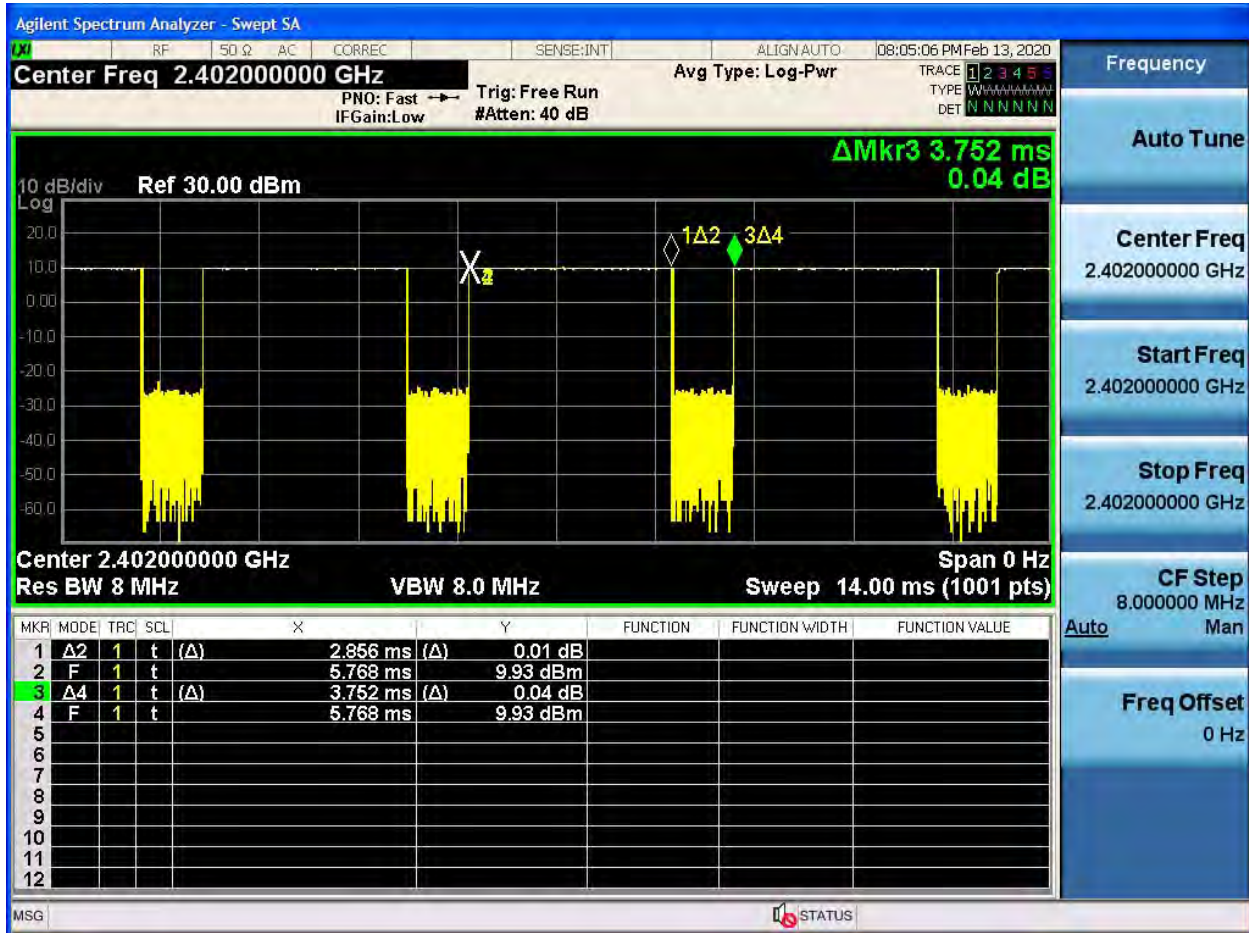 Agilent Spectrum Analyzer - Swept SA
LXI RF 50 Ω AC CORREC SENSE:INT ALIGNAUTO 08:05:06 PMFeb 13, 2020
Center Freq 2.402000000 GHz
PNO: Fast
IFGain:Low
Trig: Free Run
#Atten: 40 dB
Avg Type: Log-Pwr
TRACE 1 2 3 4 5 6
TYPE WWWWWW
DET N N N N N N
ΔMkr3 3.752 ms
0.04 dB
10 dB/div Ref 30.00 dBm
Log
20.0
10.0
0.00
-10.0
-20.0
-30.0
-40.0
-50.0
-60.0
1Δ2 3Δ4
X
Center 2.402000000 GHz Span 0 Hz
Res BW 8 MHz VBW 8.0 MHz Sweep 14.00 ms (1001 pts)
MKR MODE TRC SCL X Y FUNCTION FUNCTION WIDTH FUNCTION VALUE
1 Δ2 1 t (Δ) 2.856 ms (Δ) 0.01 dB
2 F 1 t 5.768 ms 9.93 dBm
3 Δ4 1 t (Δ) 3.752 ms (Δ) 0.04 dB
4 F 1 t 5.768 ms 9.93 dBm
5
6
7
8
9
10
11
12
MSG STATUS
Frequency
Auto Tune
Center Freq
2.402000000 GHz
Start Freq
2.402000000 GHz
Stop Freq
2.402000000 GHz
CF Step
8.000000 MHz
Auto Man
Freq Offset
0 Hz